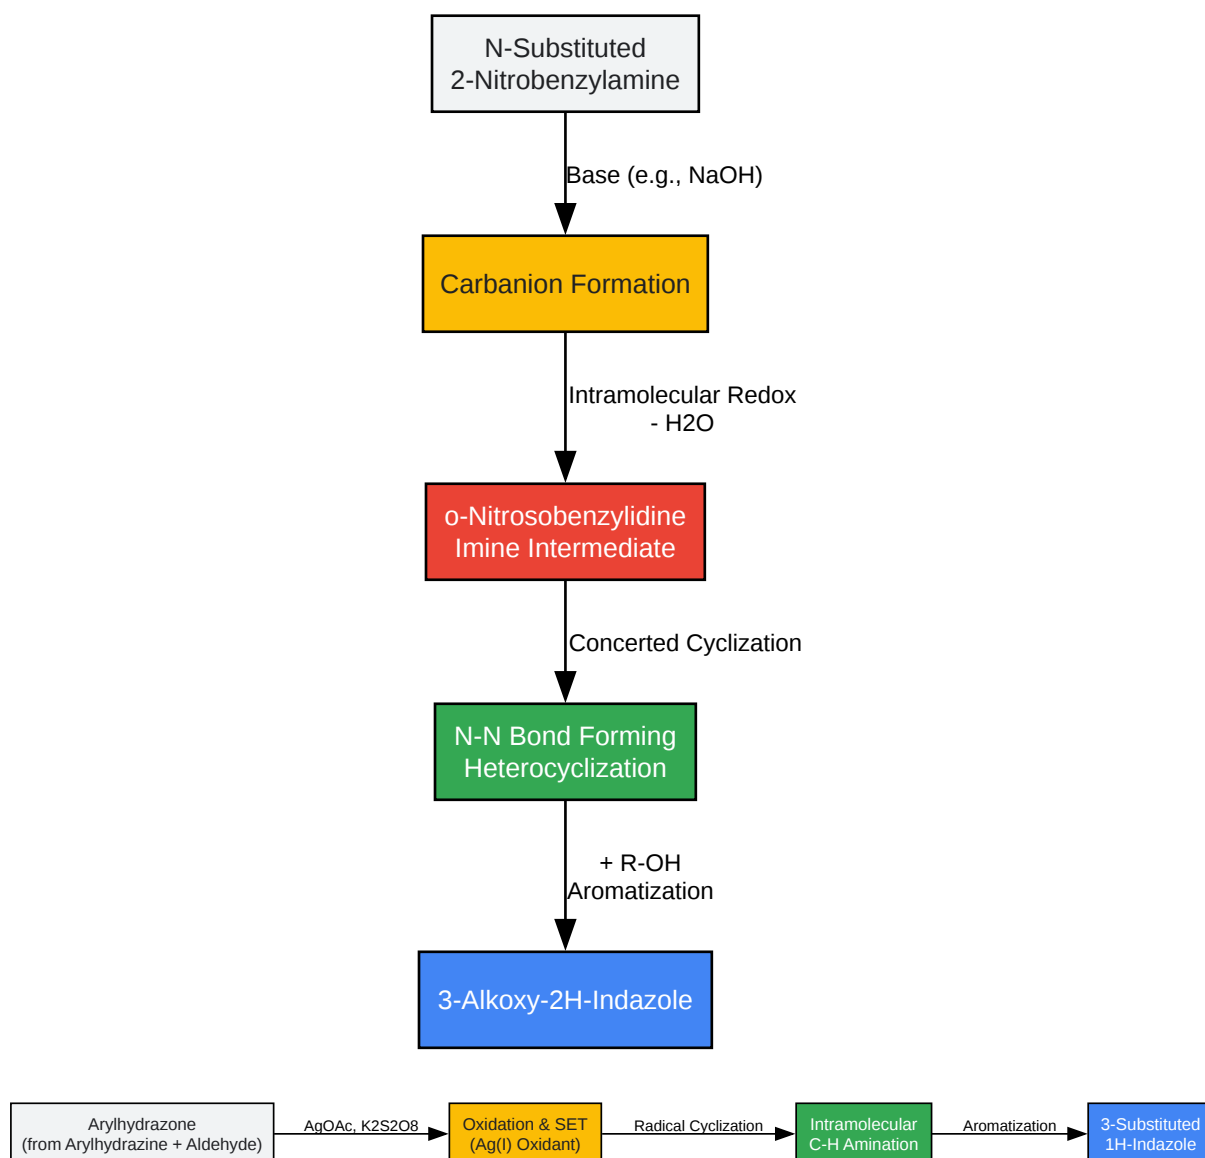 N-Substituted
2-Nitrobenzylamine
Base (e.g., NaOH)
Carbanion Formation
Intramolecular Redox
- H2O
o-Nitrosobenzylidine
Imine Intermediate
Concerted Cyclization
N-N Bond Forming
Heterocyclization
+ R-OH
Aromatization
3-Alkoxy-2H-Indazole
Arylhydrazone
(from Arylhydrazine + Aldehyde)
AgOAc, K2S2O8
Oxidation & SET
(Ag(I) Oxidant)
Radical Cyclization
Intramolecular
C-H Amination
Aromatization
3-Substituted
1H-Indazole